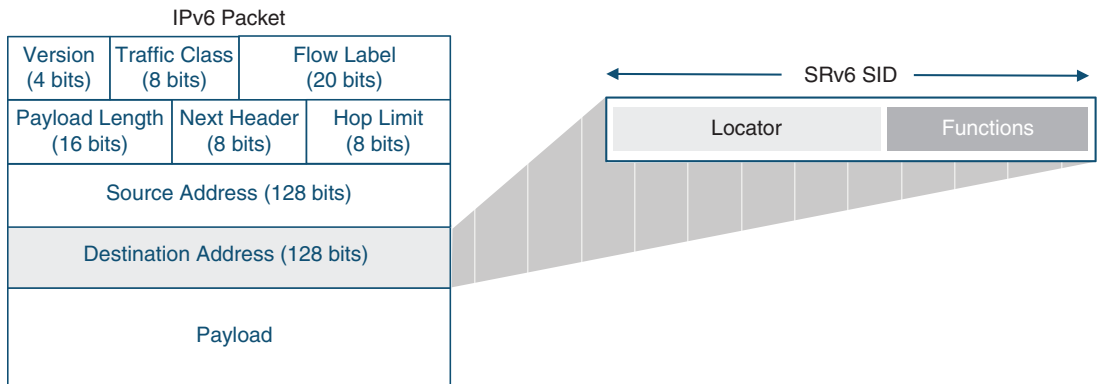 IPv6 Packet
Version
(4 bits)
Traffic Class
(8 bits)
Flow Label
(20 bits)
Payload Length
(16 bits)
Next Header
(8 bits)
Hop Limit
(8 bits)
Source Address (128 bits)
Destination Address (128 bits)
Payload
SRv6 SID
Locator
Functions